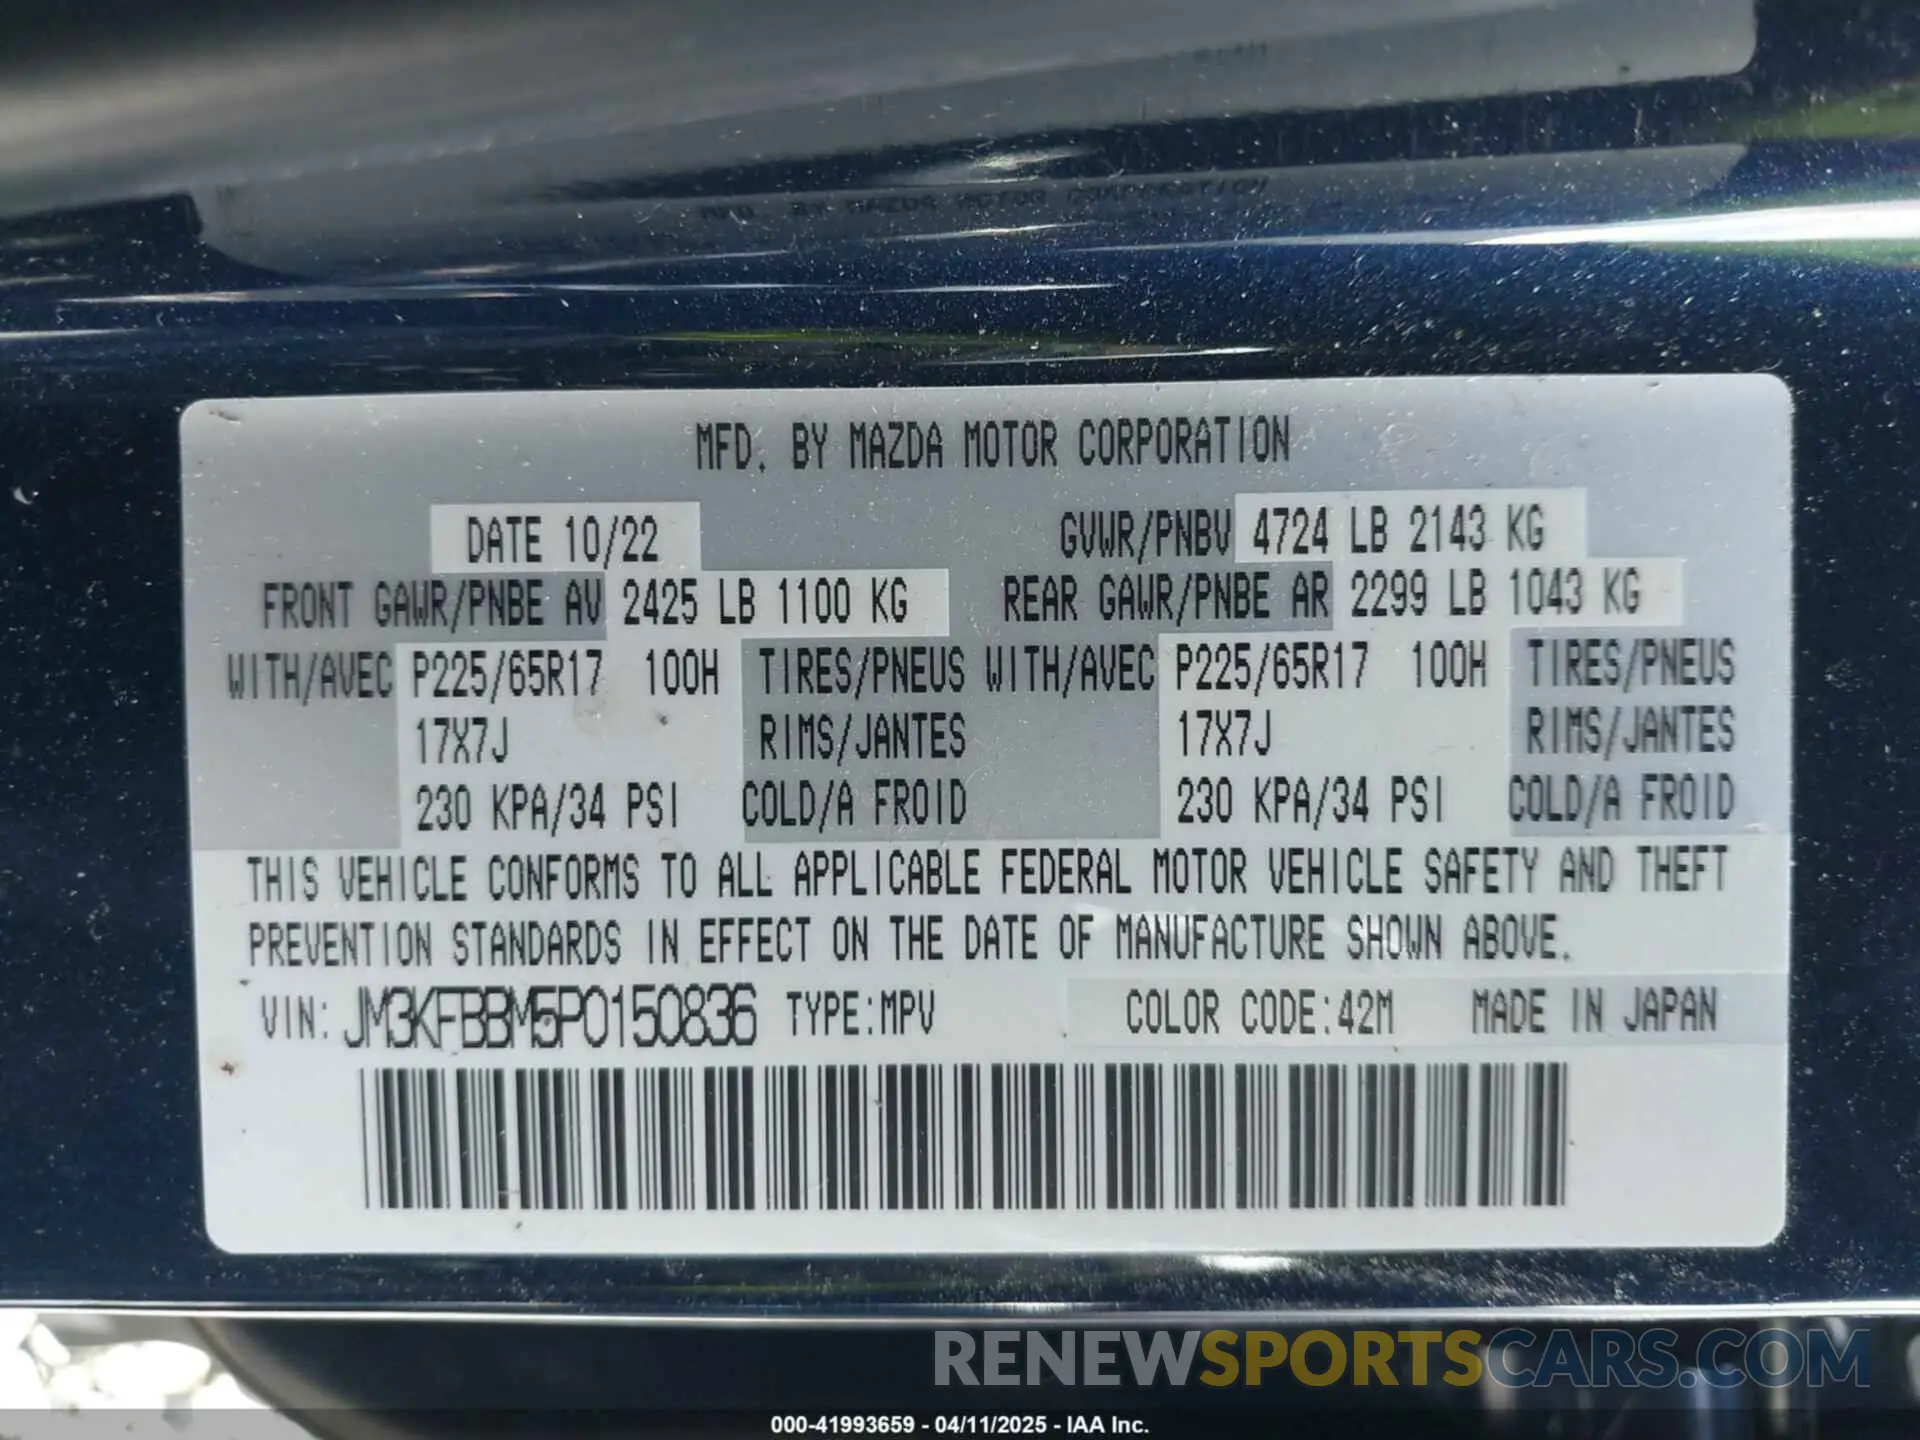 MFD. BY MAZDA MOTOR CORPORATION
MFD. BY MAZDA MOTOR CORPORATION
DATE 10/22 GVWR/PNBV 4724 LB 2143 KG
FRONT GAWR/PNBE AV 2425 LB 1100 KG REAR GAWR/PNBE AR 2299 LB 1043 KG
WITH/AVEC P225/65R17 100H TIRES/PNEUS WITH/AVEC P225/65R17 100H TIRES/PNEUS
17X7J RIMS/JANTES 17X7J RIMS/JANTES
230 KPA/34 PSI COLD/A FROID 230 KPA/34 PSI COLD/A FROID
THIS VEHICLE CONFORMS TO ALL APPLICABLE FEDERAL MOTOR VEHICLE SAFETY AND THEFT
PREVENTION STANDARDS IN EFFECT ON THE DATE OF MANUFACTURE SHOWN ABOVE.
VIN: JM3KFBBM5P0150836 TYPE:MPV COLOR CODE:42M MADE IN JAPAN
RENEWSPORTSCARS.COM
000-41993659 - 04/11/2025 - IAA Inc.